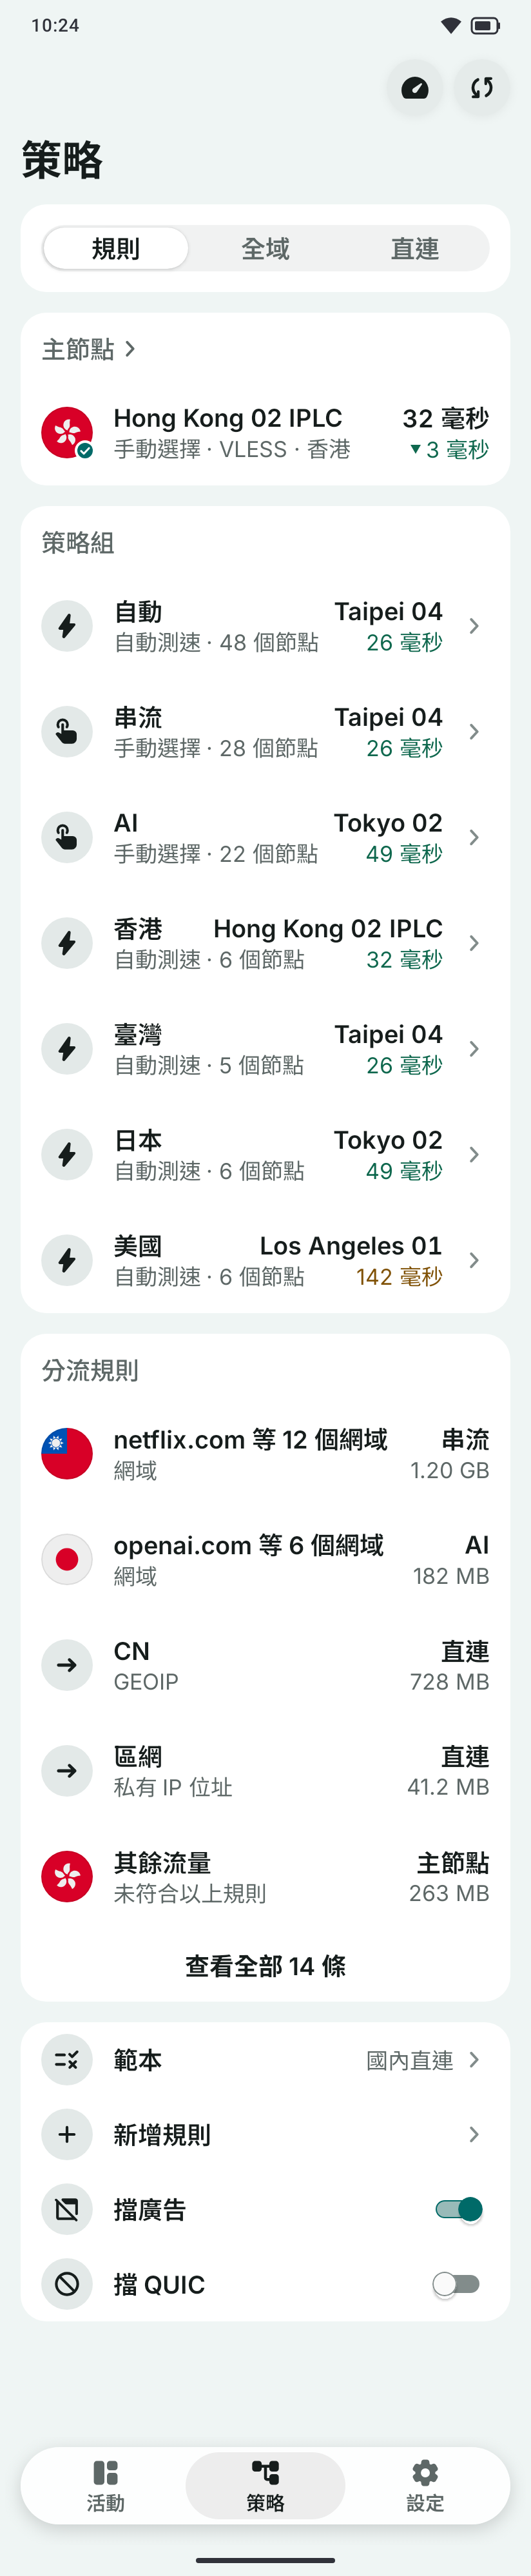 10:24
策略
規則 全域 直連
主節點
Hong Kong 02 IPLC 32 毫秒
手動選擇 · VLESS · 香港 ▼3 毫秒
策略組
自動 Taipei 04
自動測速 · 48 個節點 26 毫秒
串流 Taipei 04
手動選擇 · 28 個節點 26 毫秒
AI Tokyo 02
手動選擇 · 22 個節點 49 毫秒
香港 Hong Kong 02 IPLC
自動測速 · 6 個節點 32 毫秒
臺灣 Taipei 04
自動測速 · 5 個節點 26 毫秒
日本 Tokyo 02
自動測速 · 6 個節點 49 毫秒
美國 Los Angeles 01
自動測速 · 6 個節點 142 毫秒
分流規則
netflix.com 等 12 個網域 串流
網域 1.20 GB
openai.com 等 6 個網域 AI
網域 182 MB
CN 直連
GEOIP 728 MB
區網 直連
私有 IP 位址 41.2 MB
其餘流量 主節點
未符合以上規則 263 MB
查看全部 14 條
範本 國內直連
新增規則
擋廣告
擋 QUIC
活動 策略 設定